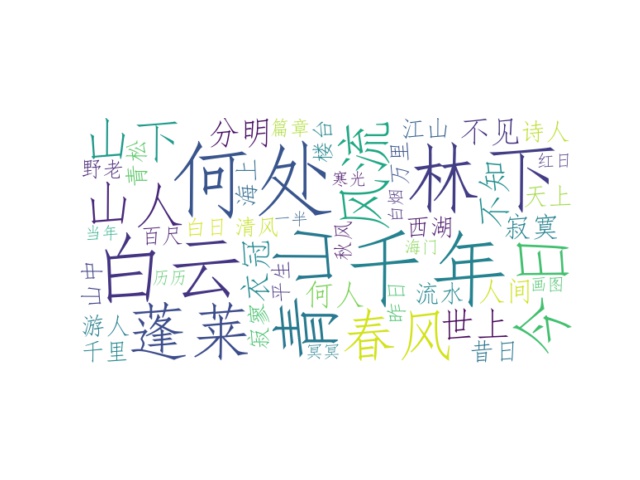 山下
分明
篇章
楼台
风流
江山
不见
诗人
野老
青松
何处
海上
寒光
白烟
万里
林下
不知
红日
天上
山人
当年
百尺
白日
清风
一半
秋风
西湖
寂寞
白云
山中
历历
衣冠
平生
青山
千年
海门
今日
画图
何人
昨日
流水
人间
游人
千里
蓬莱
寂寥
冥冥
春风
世上
昔日